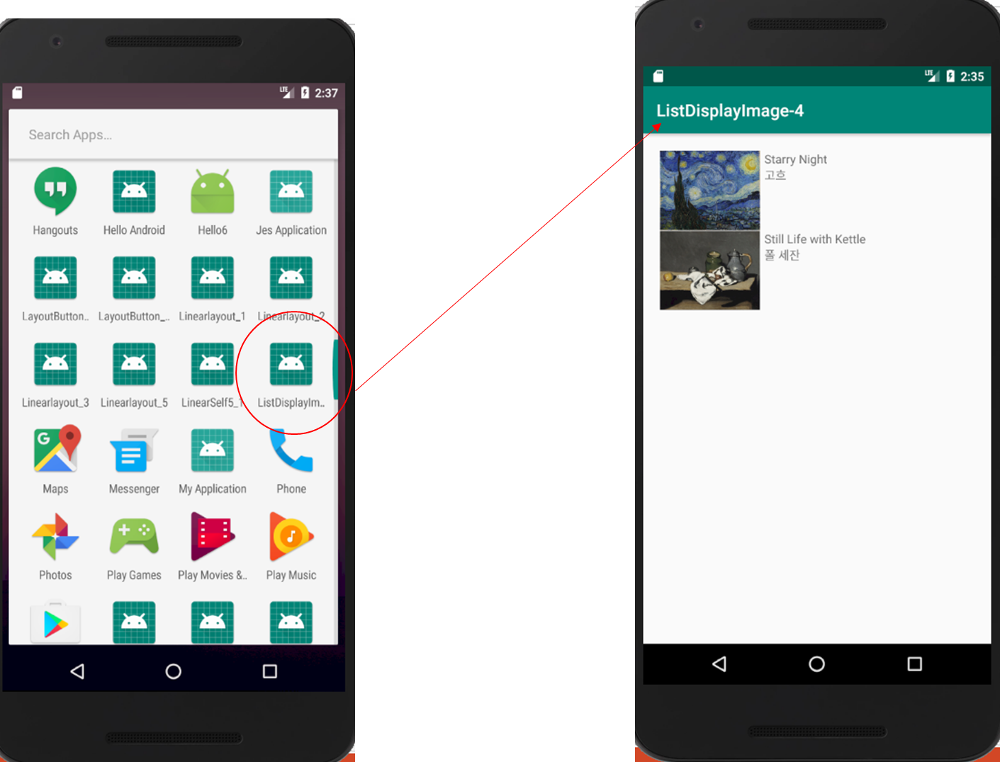 LTE 2:37
Search Apps...
Hangouts
Hello Android
Hello6
Jes Application
LayoutButton..
LayoutButton_..
Linearlayout_1
Linearlayout_2
Linearlayout_3
Linearlayout_5
LinearSelf5_1
ListDisplayIm..
G
Maps
Messenger
My Application
Phone
Photos
Play Games
Play Movies &..
Play Music
LTE 2:35
ListDisplayImage-4
Starry Night
고흐
Still Life with Kettle
폴 세잔